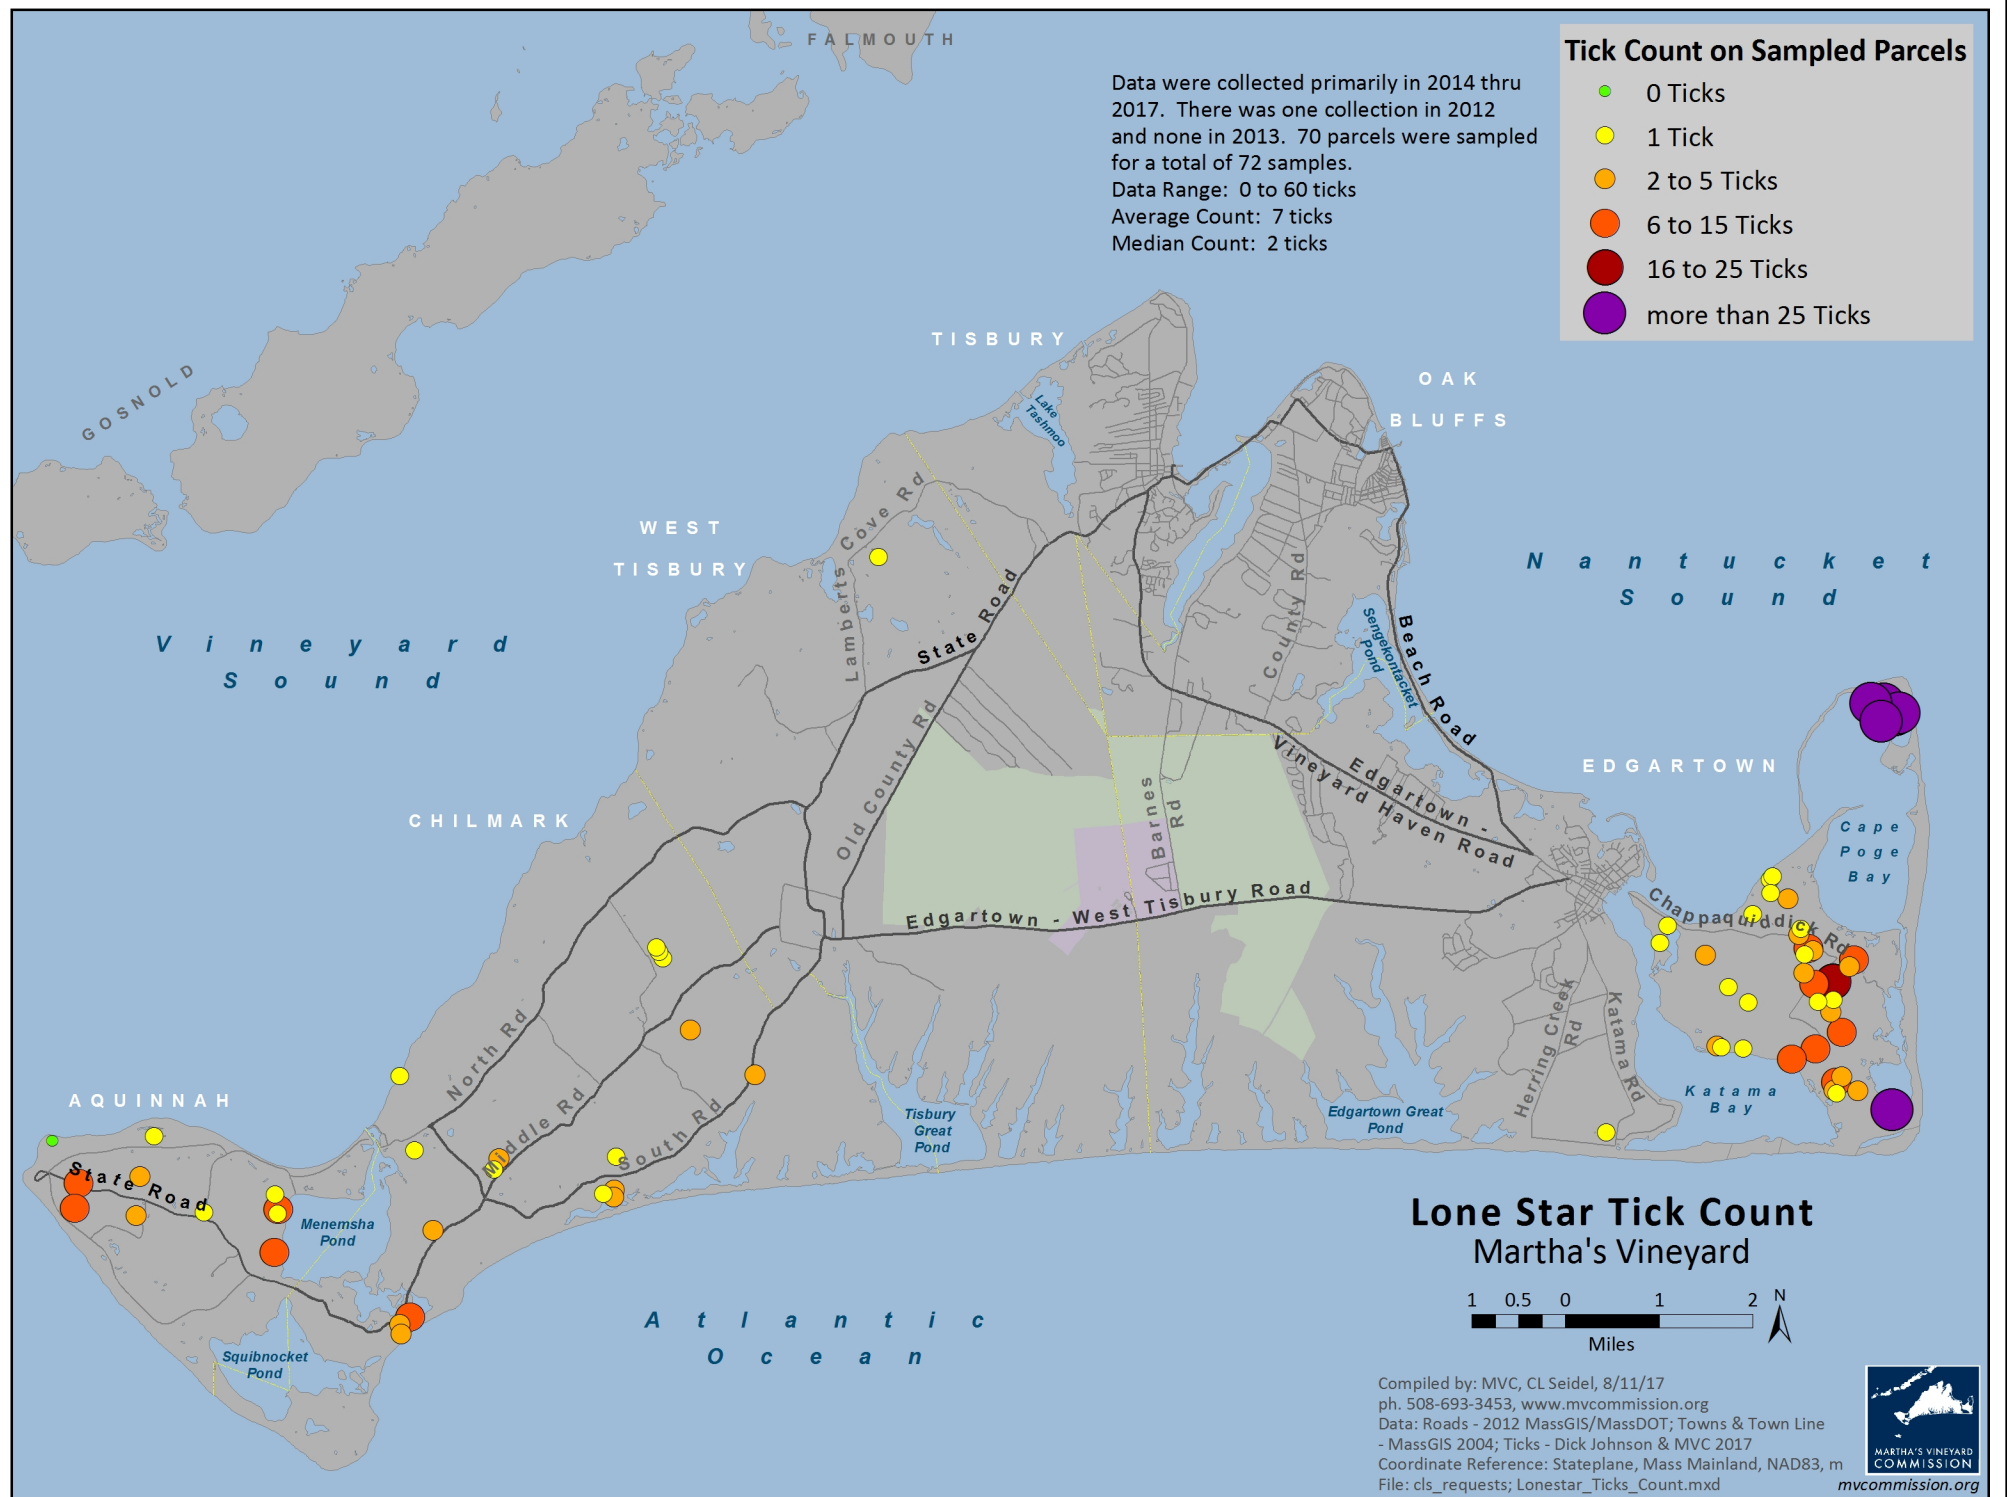 FALMOUTH
Data were collected primarily in 2014 thru
2017. There was one collection in 2012
and none in 2013. 70 parcels were sampled
for a total of 72 samples.
Data Range: 0 to 60 ticks
Average Count: 7 ticks
Median Count: 2 ticks
Tick Count on Sampled Parcels
0 Ticks
1 Tick
2 to 5 Ticks
6 to 15 Ticks
16 to 25 Ticks
more than 25 Ticks
GOSNOLD
TISBURY
Lake
Tashmoo
OAK
BLUFFS
WEST
TISBURY
Lamberts Cove Rd
State Road
County Rd
Sengekontacket
Pond
Beach Road
Nantucket
Sound
Vineyard
Sound
Old County Rd
Barnes
Rd
Edgartown -
Vineyard Haven Road
EDGARTOWN
CHILMARK
Cape
Poge
Bay
Edgartown - West Tisbury Road
Chappaquiddick Rd
North Rd
Middle Rd
South Rd
Herring Creek
Rd
Katama Rd
Katama
Bay
AQUINNAH
State Road
Menemsha
Pond
Tisbury
Great
Pond
Edgartown Great
Pond
Squibnocket
Pond
Atlantic
Ocean
Lone Star Tick Count
Martha's Vineyard
1 0.5 0 1 2
Miles
N
Compiled by: MVC, CL Seidel, 8/11/17
ph. 508-693-3453, www.mvcommission.org
Data: Roads - 2012 MassGIS/MassDOT; Towns & Town Line
- MassGIS 2004; Ticks - Dick Johnson & MVC 2017
Coordinate Reference: Stateplane, Mass Mainland, NAD83, m
File: cls_requests; Lonestar_Ticks_Count.mxd
MARTHA'S VINEYARD
COMMISSION
mvcommission.org